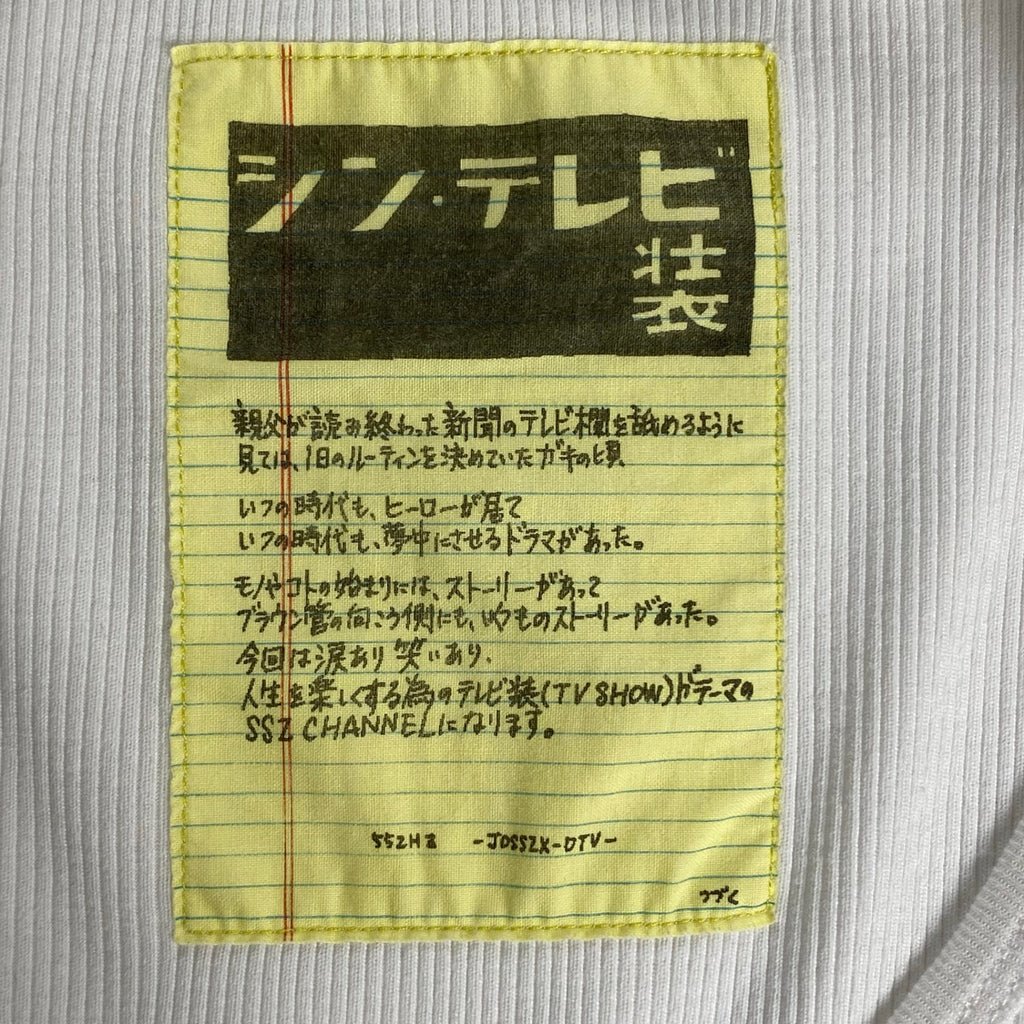 シン・テレビ
装
親父が読み終わった新聞のテレビ欄を舐めるように
見ては、1日のルーティンを決めていたガキの頃
いつの時代も、ヒーローが居て
いつの時代も、夢中にさせるドラマがあった。
モノやコトの始まりには、ストーリーがあって
ブラウン管の向こう側にも、いくつものストーリーがあった。
今回は涙あり笑いあり、
人生を楽しくする為のテレビ装(TV SHOW)がテーマの
SSZ CHANNELになります。
SSZHz -JOSSZX-DTV-
つづく